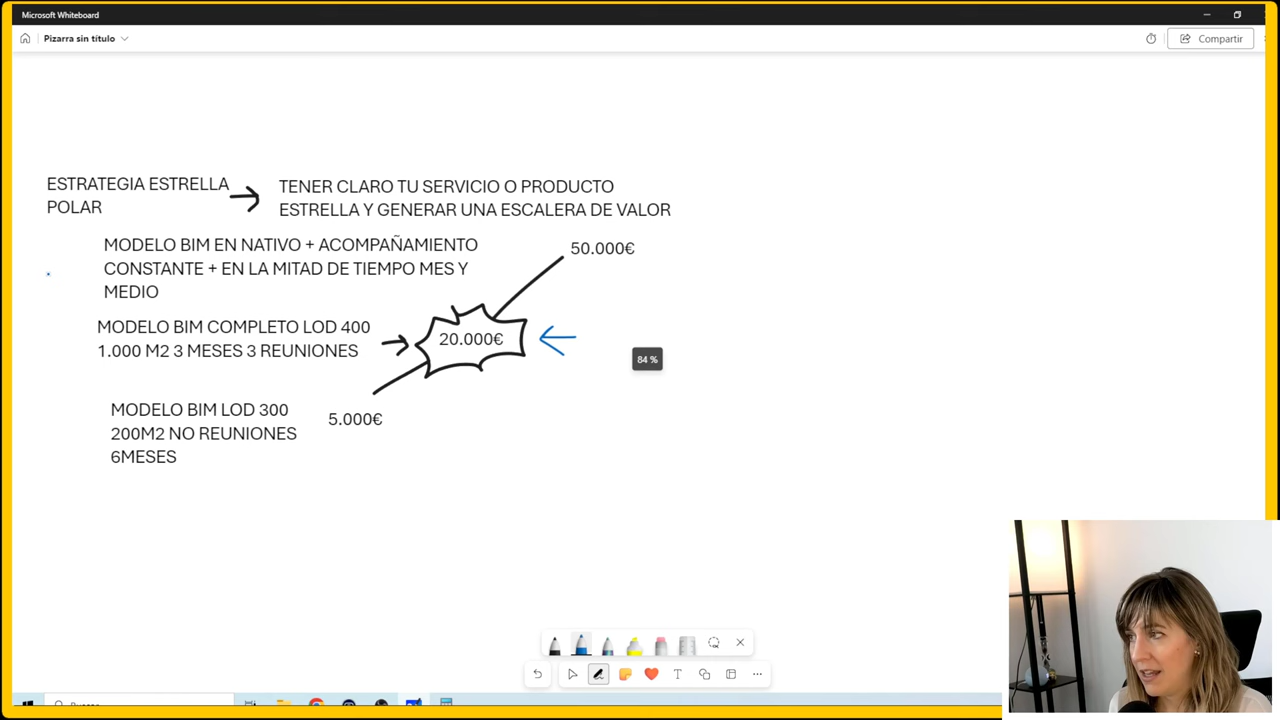 Microsoft Whiteboard
Pizarra sin título
Compartir
ESTRATEGIA ESTRELLA
POLAR
TENER CLARO TU SERVICIO O PRODUCTO
ESTRELLA Y GENERAR UNA ESCALERA DE VALOR
MODELO BIM EN NATIVO + ACOMPAÑAMIENTO
CONSTANTE + EN LA MITAD DE TIEMPO MES Y
MEDIO
50.000€
MODELO BIM COMPLETO LOD 400
1.000 M2 3 MESES 3 REUNIONES
20.000€
84 %
MODELO BIM LOD 300
200M2 NO REUNIONES
6MESES
5.000€